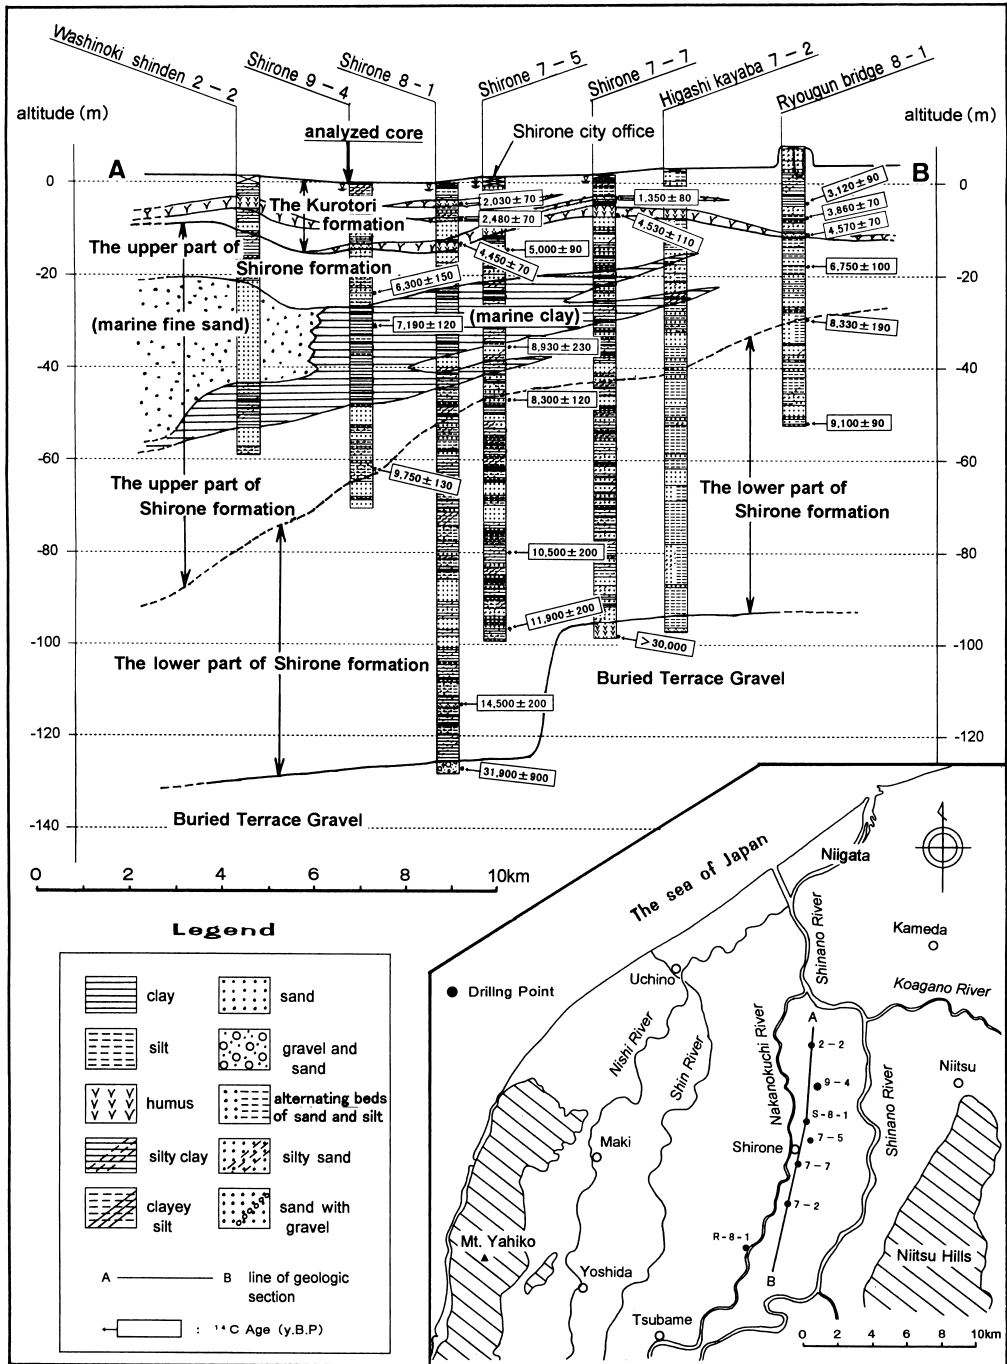 Washinoki shinden 2-2
Shirone 9-4
Shirone 8-1
Shirone 7-5
Shirone 7-7
Higashi kayaba 7-2
Ryougun bridge 8-1
altitude (m)
altitude (m)
analyzed core
Shirone city office
A
B
0
-20
-40
-60
-80
-100
-120
-140
0
-20
-40
-60
-80
-100
-120
The Kurotori
formation
The upper part of
Shirone formation
(marine fine sand)
(marine clay)
2,030±70
2,480±70
4,450±70
5,000±90
1,350±80
4,530±110
3,120±90
3,860±70
4,570±70
6,750±100
6,300±150
7,190±120
8,930±230
8,300±120
8,330±190
9,100±90
9,750±130
The upper part of
Shirone formation
The lower part of
Shirone formation
10,500±200
11,900±200
>30,000
The lower part of Shirone formation
14,500±200
31,900±900
Buried Terrace Gravel
Buried Terrace Gravel
0 2 4 6 8 10km
Legend
clay
sand
silt
gravel and
sand
humus
alternating beds
of sand and silt
silty clay
silty sand
clayey
silt
sand with
gravel
A B line of geologic
section
: 14C Age (y.B.P)
The sea of Japan
Niigata
Kameda
Shinano River
Koagano River
Uchino
Drillng Point
Nishi River
Shin River
Nakanokuchi River
A
2-2
9-4
S-8-1
7-5
7-7
7-2
R-8-1
B
Niitsu
Shinano River
Maki
Shirone
Mt. Yahiko
Niitsu Hills
Yoshida
Tsubame
0 2 4 6 8 10km